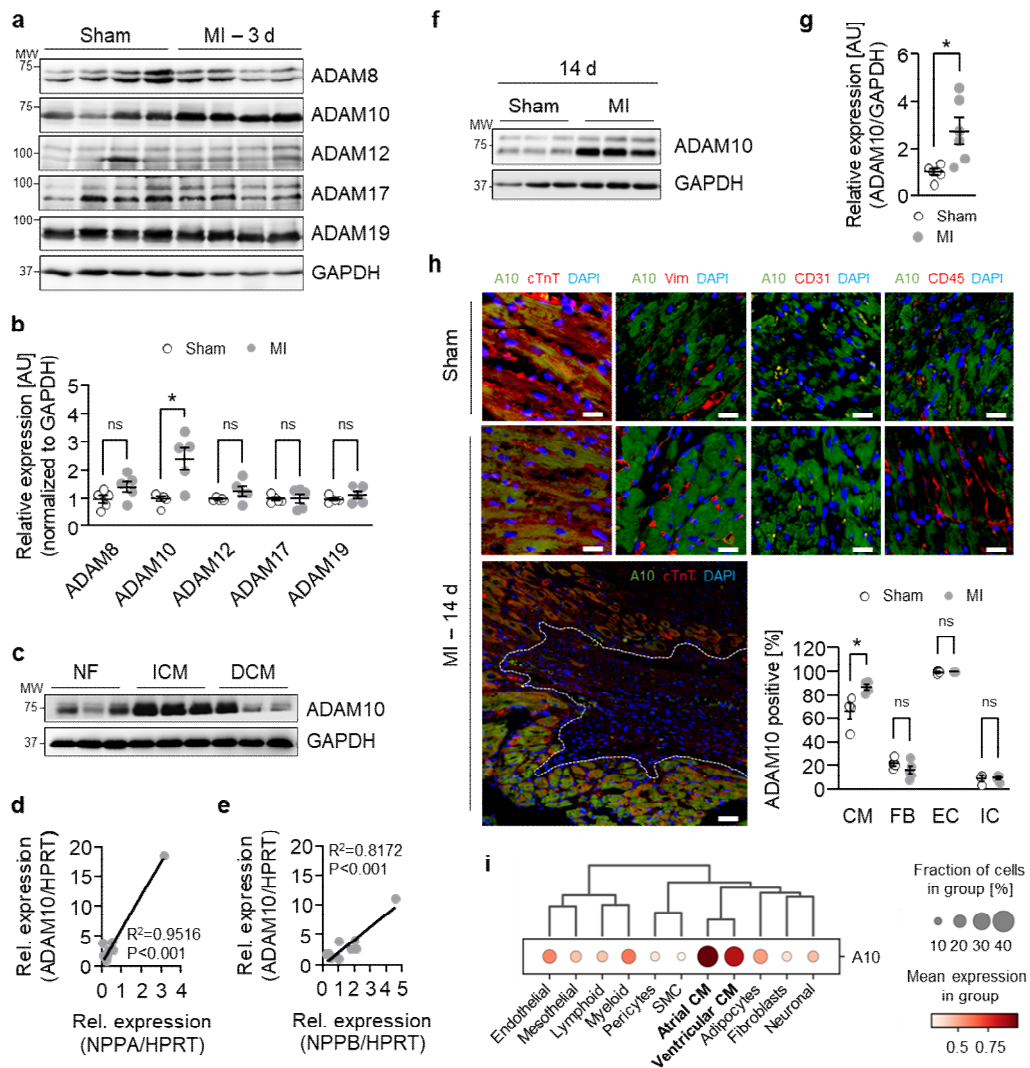 a
Sham
MI – 3 d
MW
75
ADAM8
75
ADAM10
100
ADAM12
100
ADAM17
100
ADAM19
37
GAPDH
b
Sham
MI
Relative expression [AU]
(normalized to GAPDH)
5
4
3
2
1
0
ns
*
ns
ns
ns
ADAM8
ADAM10
ADAM12
ADAM17
ADAM19
c
NF
ICM
DCM
MW
75
ADAM10
37
GAPDH
d
Rel. expression
(ADAM10/HPRT)
20
15
10
5
0
R²=0.9516
P<0.001
0 1 2 3 4
Rel. expression
(NPPA/HPRT)
e
Rel. expression
(ADAM10/HPRT)
20
15
10
5
0
R²=0.8172
P<0.001
0 1 2 3 4 5
Rel. expression
(NPPB/HPRT)
f
14 d
Sham
MI
MW
75
ADAM10
37
GAPDH
g
Relative expression [AU]
(ADAM10/GAPDH)
6
4
2
0
*
Sham
MI
h
A10 cTnT DAPI
A10 Vim DAPI
A10 CD31 DAPI
A10 CD45 DAPI
Sham
MI – 14 d
A10 cTnT DAPI
Sham
MI
ADAM10 positive [%]
120
100
80
60
40
20
0
*
ns
ns
ns
CM
FB
EC
IC
i
A10
Endothelial
Mesothelial
Lymphoid
Myeloid
Pericytes
SMC
Atrial CM
Ventricular CM
Adipocytes
Fibroblasts
Neuronal
Fraction of cells
in group [%]
10 20 30 40
Mean expression
in group
0.5 0.75